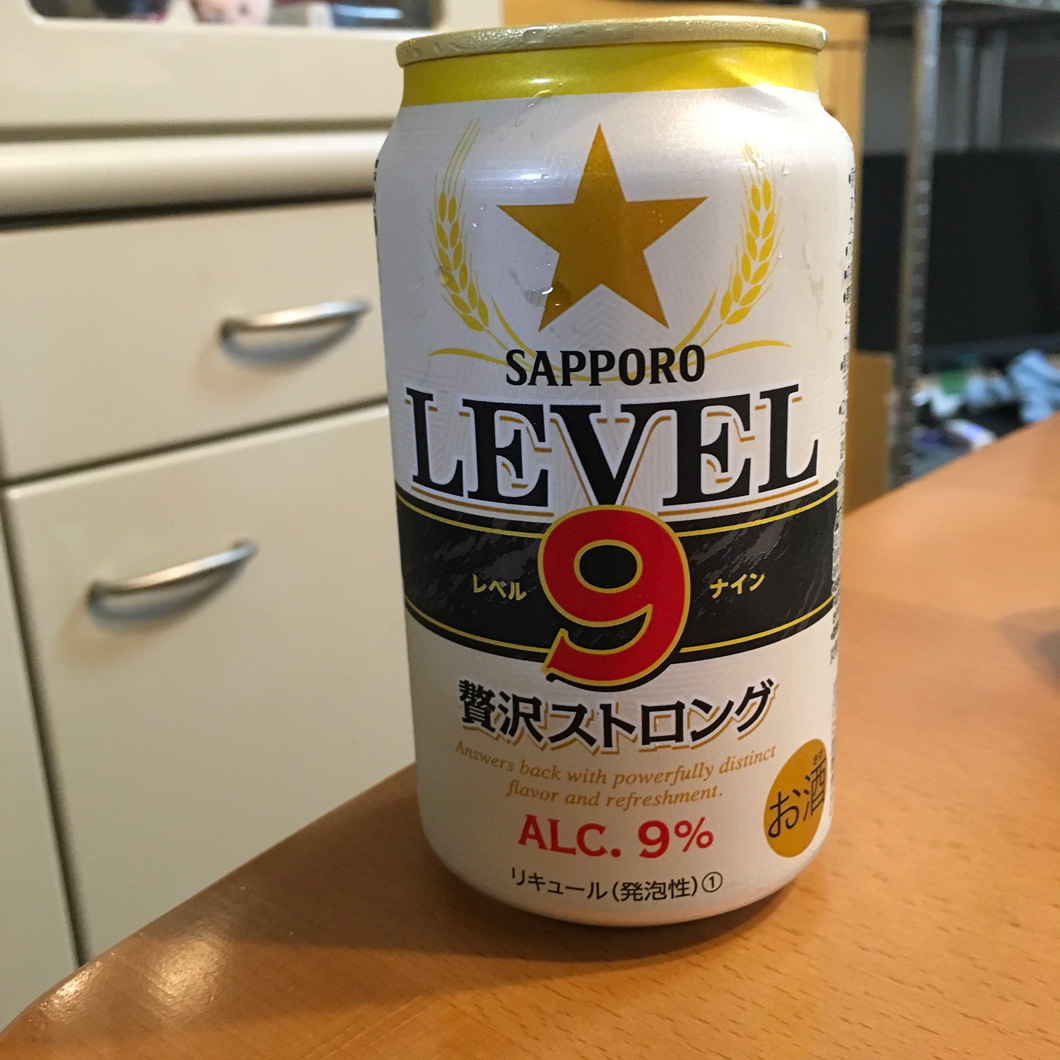 SAPPORO
LEVEL
9
レベル
ナイン
贅沢ストロング
Answers back with powerfully distinct
flavor and refreshment.
ALC. 9%
お酒
リキュール(発泡性)①